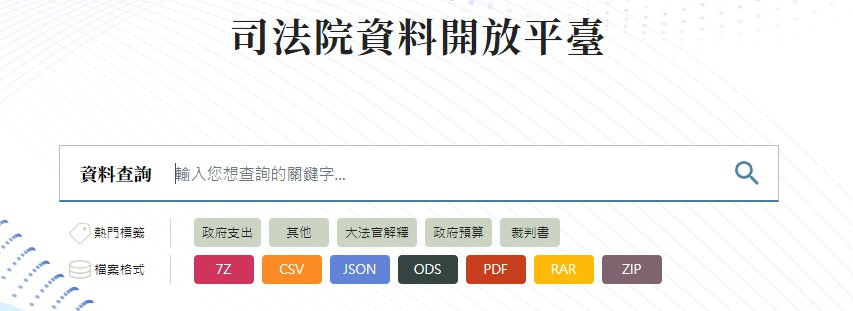 司法院資料開放平臺
資料查詢 輸入您想查詢的關鍵字...
熱門標籤 政府支出 其他 大法官解釋 政府預算 裁判書
檔案格式 7Z CSV JSON ODS PDF RAR ZIP